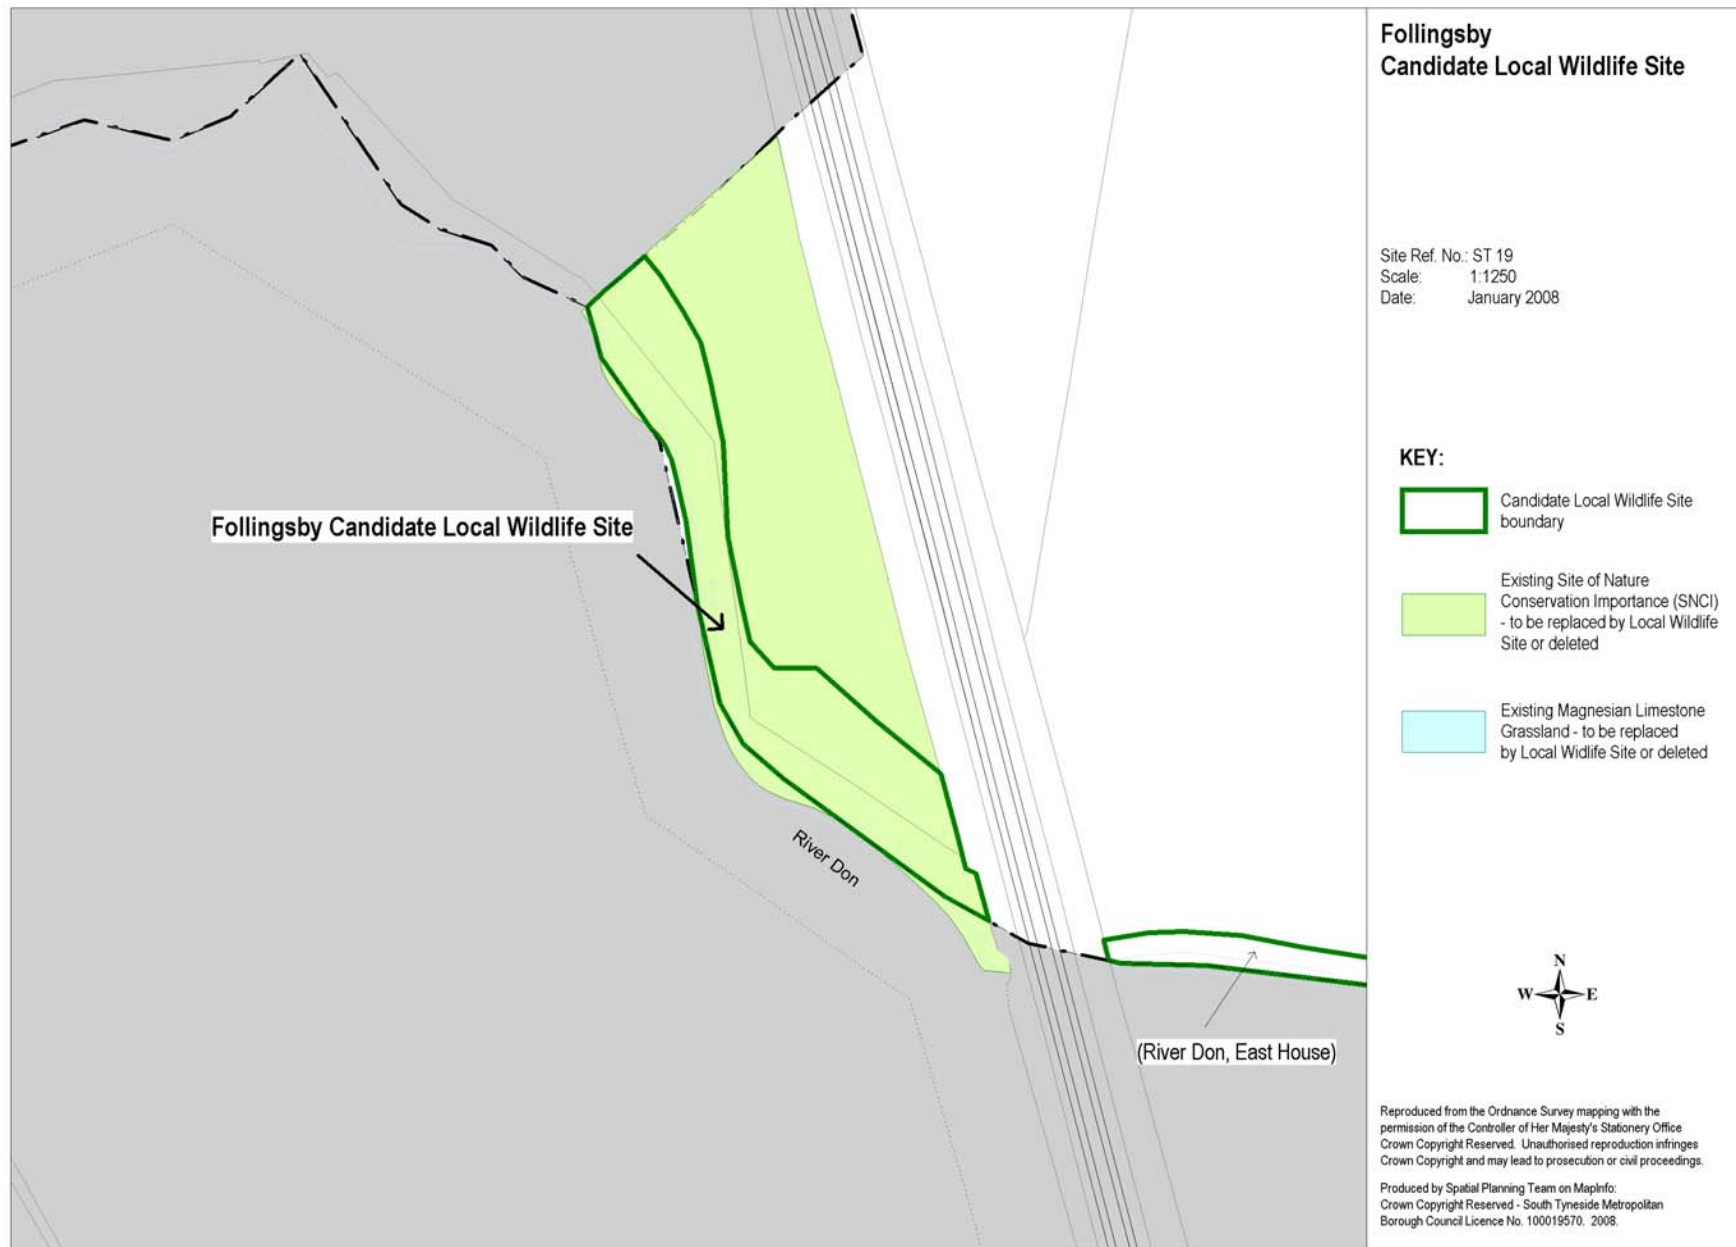 Follingsby
Candidate Local Wildlife Site
Site Ref. No.: ST 19
Scale: 1:1250
Date: January 2008
KEY:
Candidate Local Wildlife Site
boundary
Existing Site of Nature
Conservation Importance (SNCI)
- to be replaced by Local Wildlife
Site or deleted
Existing Magnesian Limestone
Grassland - to be replaced
by Local Widlife Site or deleted
Follingsby Candidate Local Wildlife Site
River Don
(River Don, East House)
N
W E
S
Reproduced from the Ordnance Survey mapping with the
permission of the Controller of Her Majesty's Stationery Office
Crown Copyright Reserved. Unauthorised reproduction infringes
Crown Copyright and may lead to prosecution or civil proceedings.
Produced by Spatial Planning Team on MapInfo:
Crown Copyright Reserved - South Tyneside Metropolitan
Borough Council Licence No. 100019570. 2008.